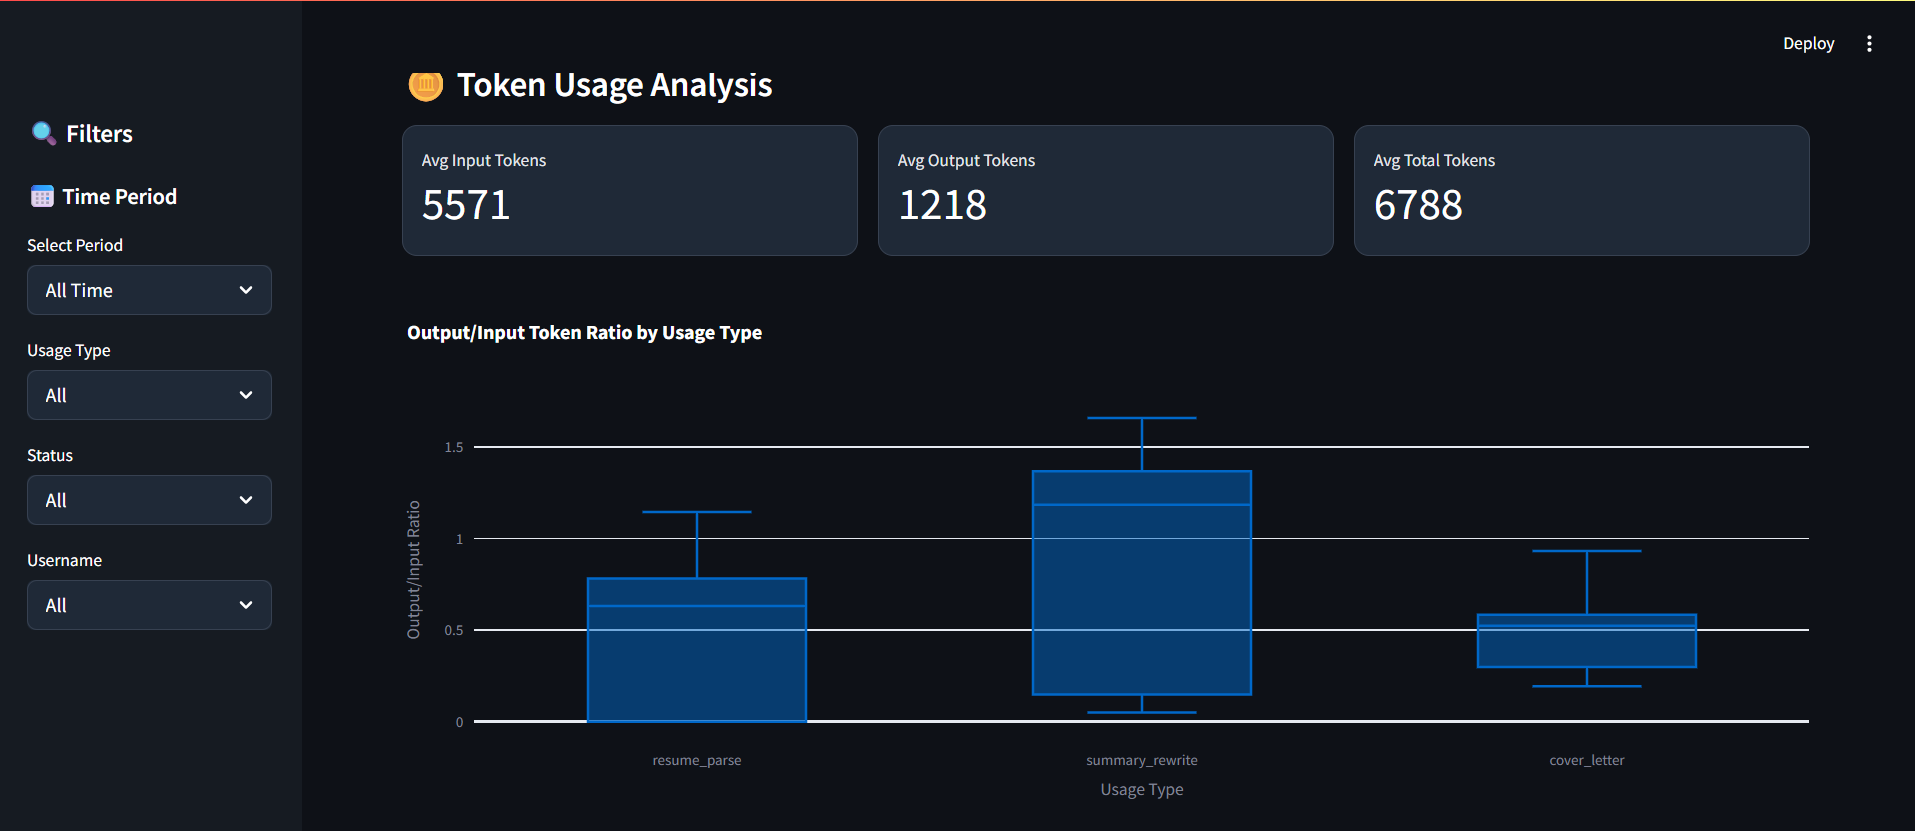 Deploy
Filters
Time Period
Select Period
All Time
Usage Type
All
Status
All
Username
All
Token Usage Analysis
Avg Input Tokens
5571
Avg Output Tokens
1218
Avg Total Tokens
6788
Output/Input Token Ratio by Usage Type
Output/Input Ratio
1.5
1
0.5
0
resume_parse
summary_rewrite
cover_letter
Usage Type